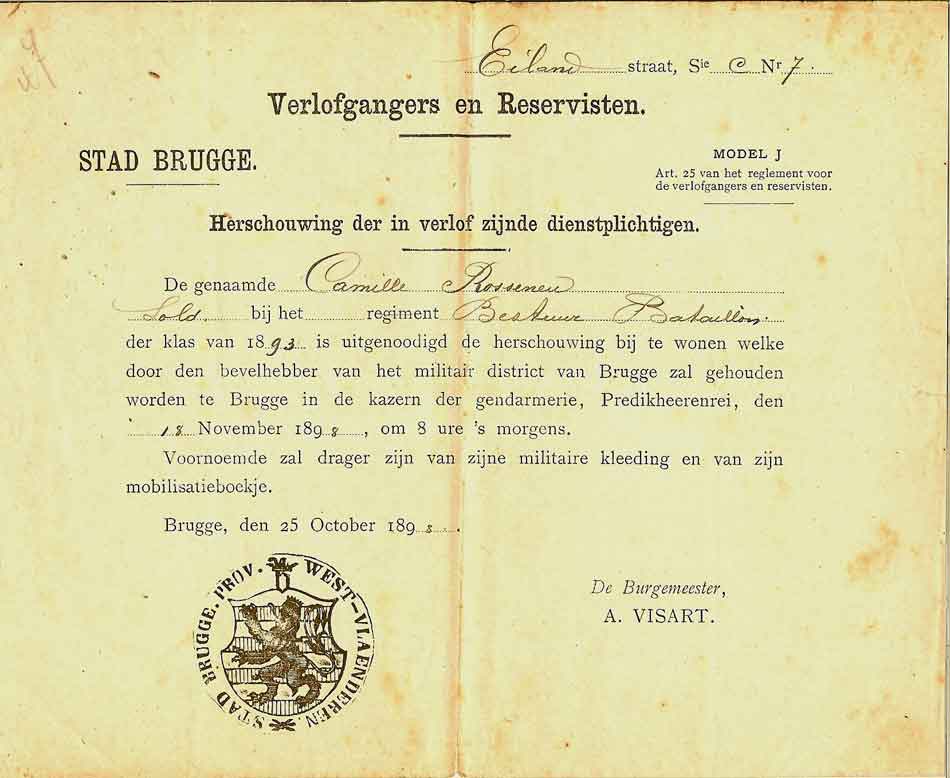 Eiland straat, Sie C Nr 7.
Verlofgangers en Reservisten.
STAD BRUGGE.
MODEL J
Art. 25 van het reglement voor
de verlofgangers en reservisten.
Herschouwing der in verlof zijnde dienstplichtigen.
De genaamde Camille Rosseneu
Sold. bij het regiment Bestuur Bataillon.
der klas van 1893 is uitgenoodigd de herschouwing bij te wonen welke
door den bevelhebber van het militair district van Brugge zal gehouden
worden te Brugge in de kazern der gendarmerie, Predikheerenrei, den
18 November 1898, om 8 ure 's morgens.
Voornoemde zal drager zijn van zijne militaire kleeding en van zijn
mobilisatieboekje.
Brugge, den 25 October 1898.
De Burgemeester,
A. VISART.
STAD BRUGGE. PROV. WEST-VLAENDEREN.